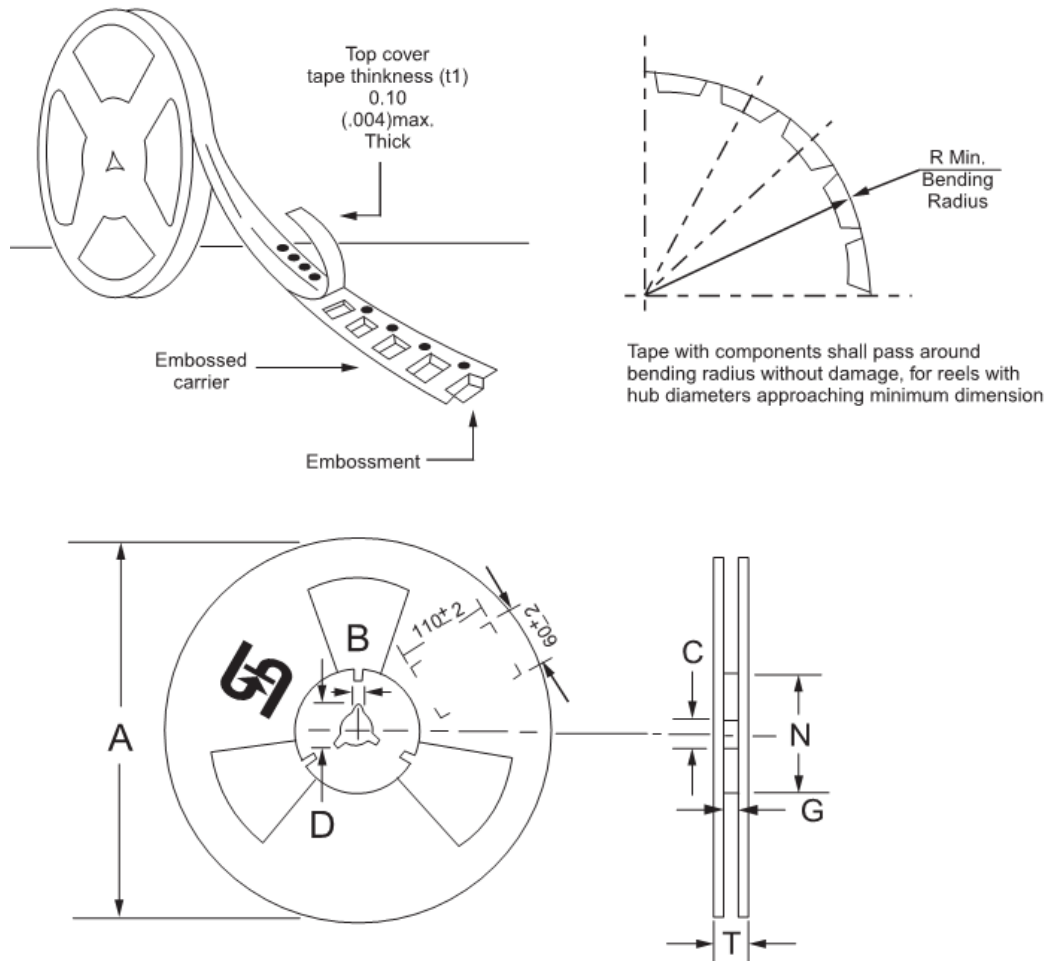 Top cover
tape thinkness (t1)
0.10
(.004)max.
Thick
R Min.
Bending
Radius
Embossed
carrier
Embossment
Tape with components shall pass around
bending radius without damage, for reels with
hub diameters approaching minimum dimension
A
B
D
110±2
60±2
C
N
G
T